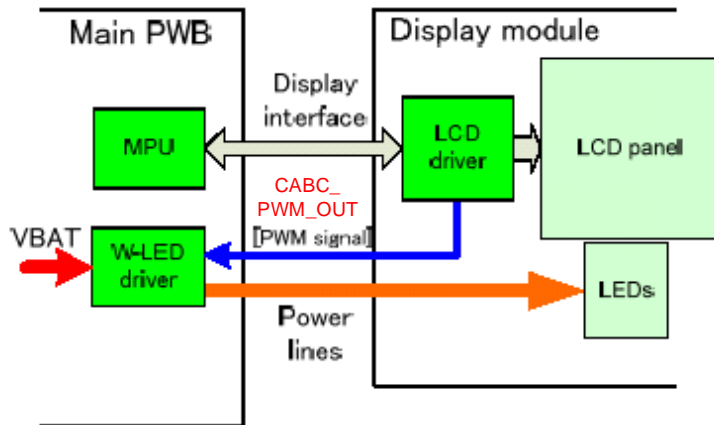 Main PWB
Display module
Display
interface
MPU
LCD
driver
LCD panel
CABC_
PWM_OUT
[PWM signal]
VBAT
W-LED
driver
LEDs
Power
lines